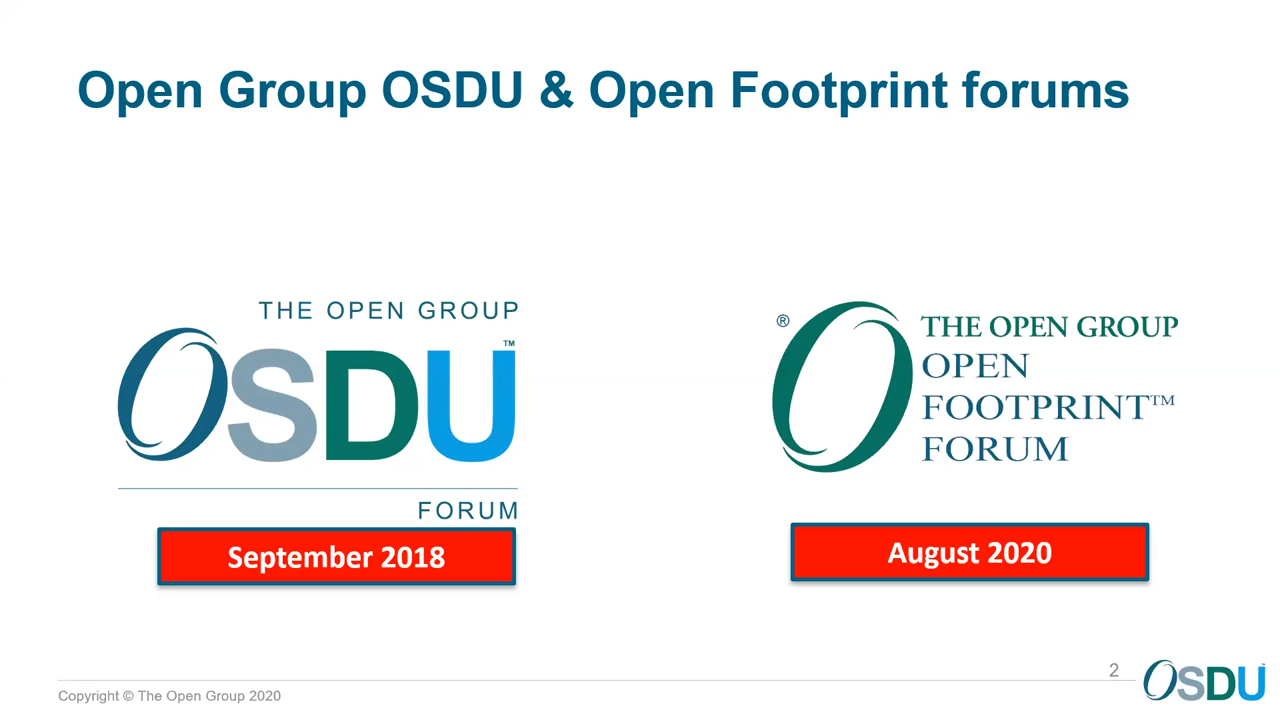 Open Group OSDU & Open Footprint forums
THE OPEN GROUP
OSDU™
FORUM
September 2018
®
THE OPEN GROUP
OPEN
FOOTPRINT™
FORUM
August 2020
Copyright © The Open Group 2020
2
OSDU™